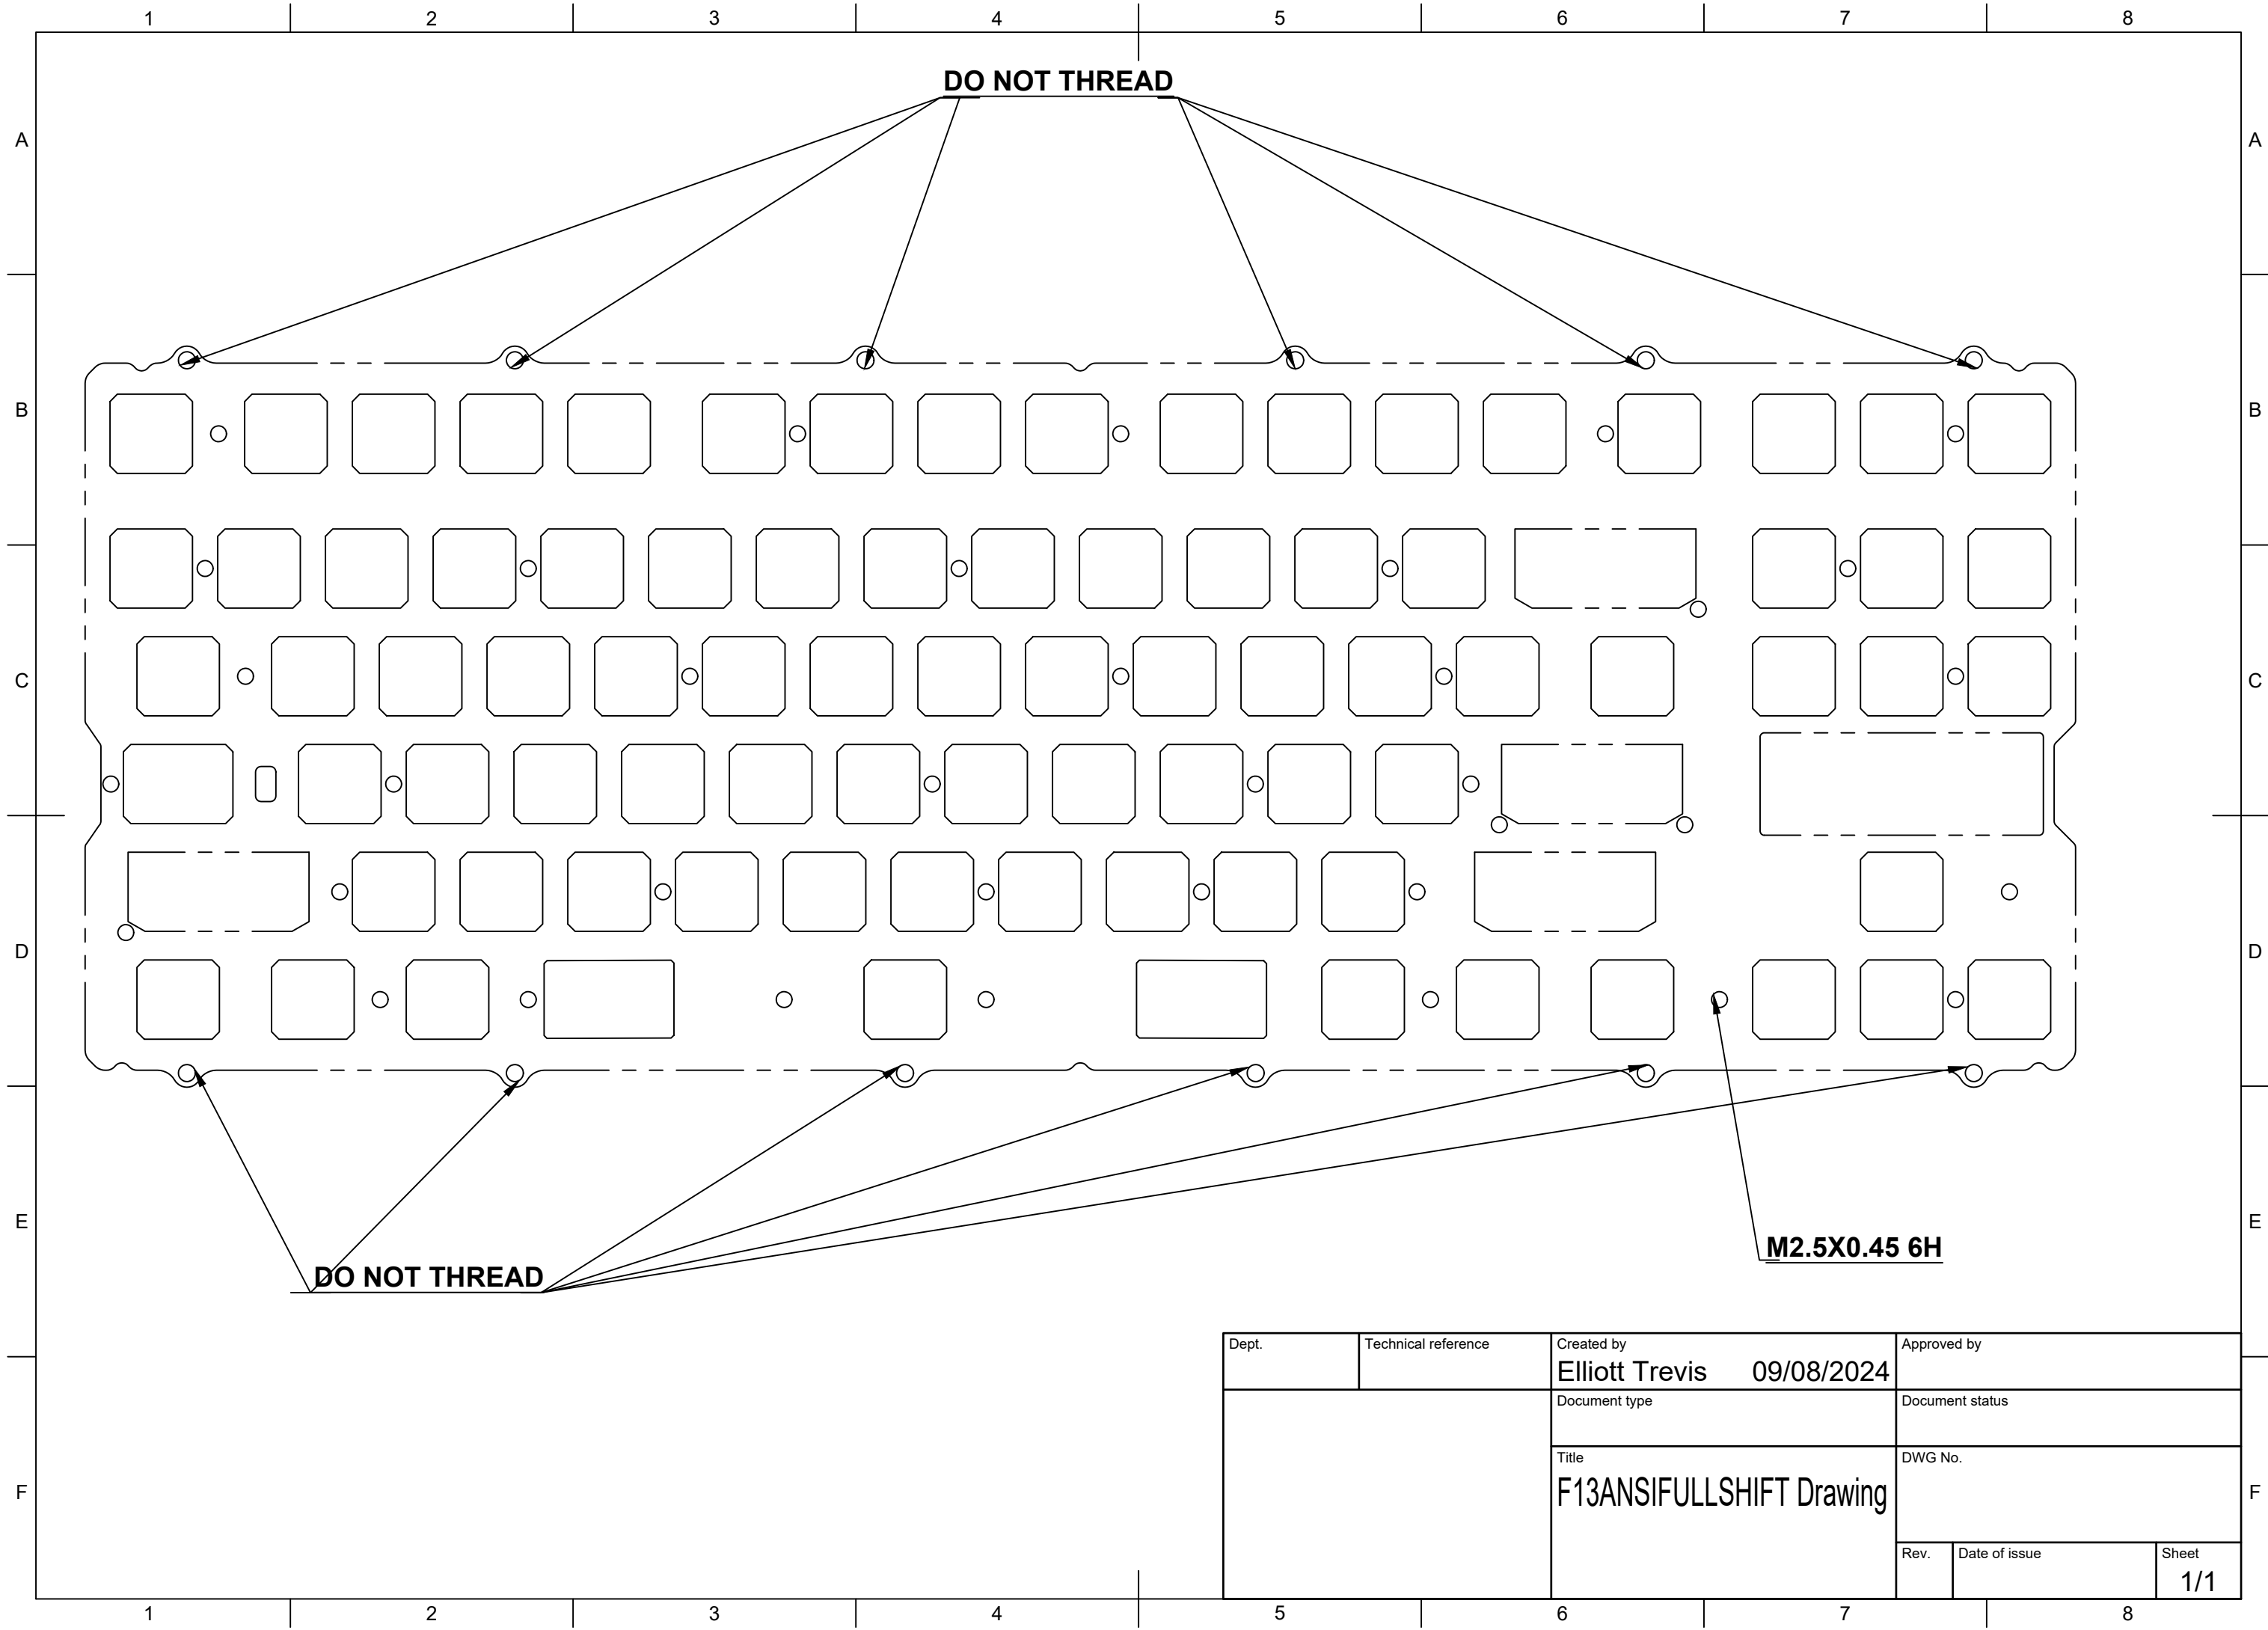 1 2 3 4 5 6 7 8
DO NOT THREAD
A A
B B
C C
D D
E E
M2.5X0.45 6H
DO NOT THREAD
Dept. Technical reference Created by Approved by
Elliott Trevis 09/08/2024
Document type Document status
Title DWG No.
F13ANSIFULLSHIFT Drawing
F F
Rev. Date of issue Sheet
1/1
1 2 3 4 5 6 7 8